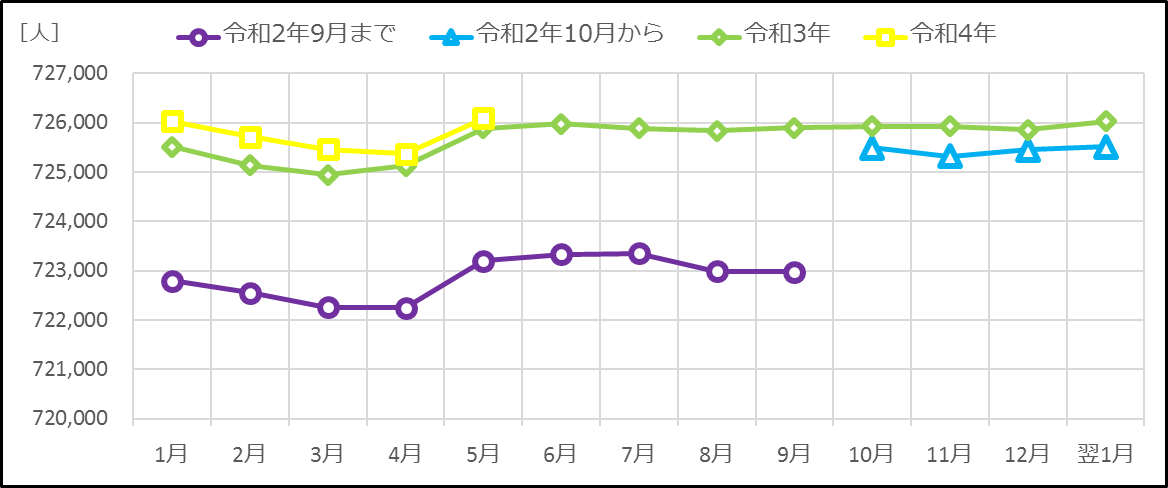 [人]
令和2年9月まで 令和2年10月から 令和3年 令和4年
727,000
726,000
725,000
724,000
723,000
722,000
721,000
720,000
1月 2月 3月 4月 5月 6月 7月 8月 9月 10月 11月 12月 翌1月